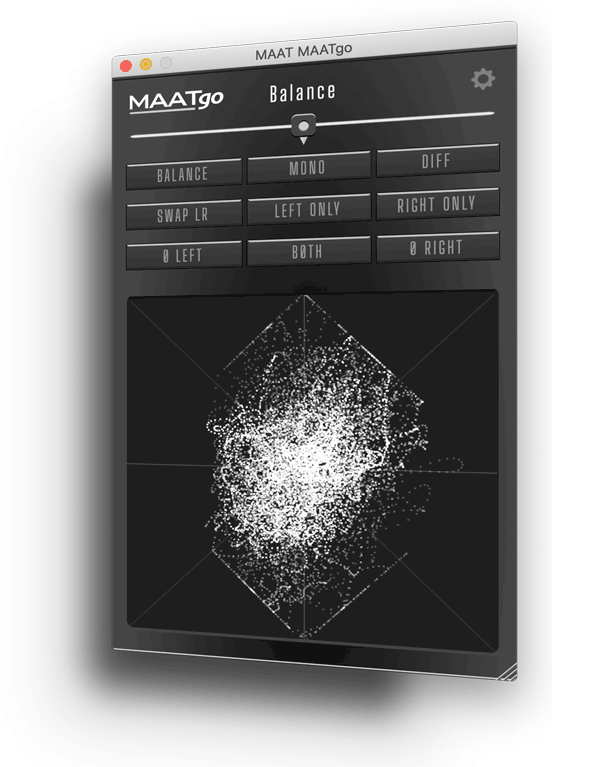 MAAT MAATgo
MAATgo
Balance
BALANCE MONO DIFF
SWAP LR LEFT ONLY RIGHT ONLY
Ø LEFT BØTH Ø RIGHT